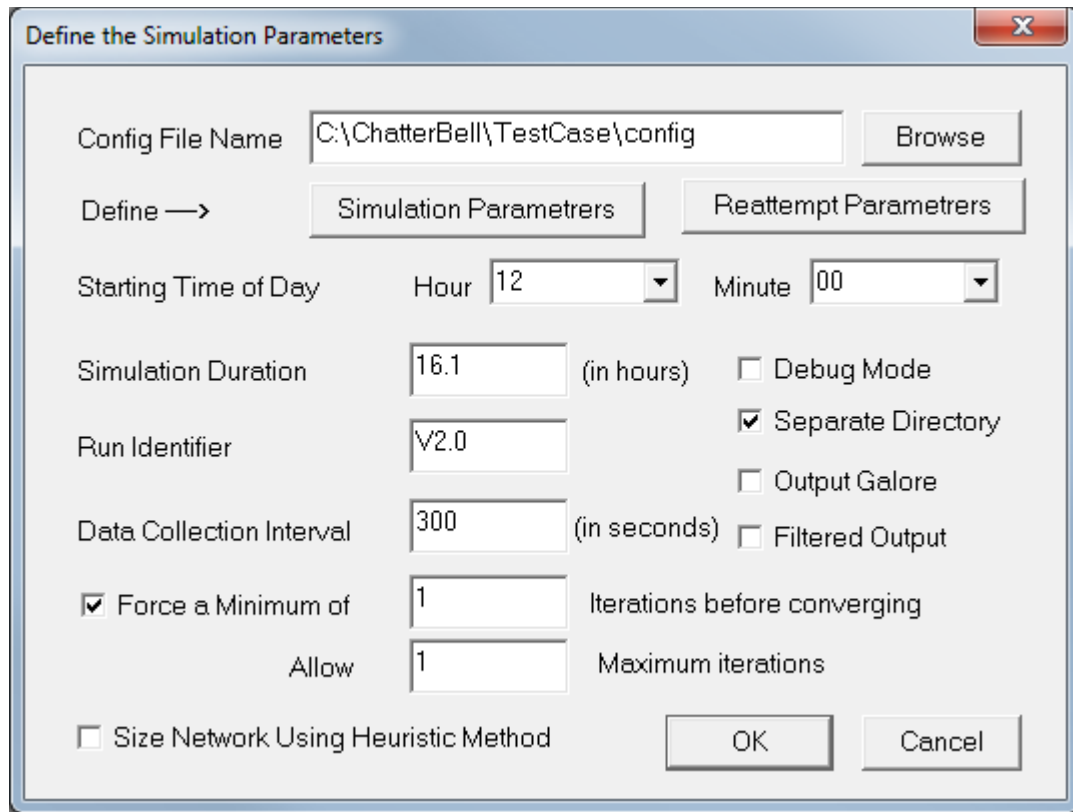 Define the Simulation Parameters
Config File Name C:\ChatterBell\TestCase\config Browse
Define —> Simulation Parametrers Reattempt Parametrers
Starting Time of Day Hour 12 Minute 00
Simulation Duration 16.1 (in hours) Debug Mode
Separate Directory
Run Identifier V2.0
Output Galore
Data Collection Interval 300 (in seconds) Filtered Output
Force a Minimum of 1 Iterations before converging
Allow 1 Maximum iterations
Size Network Using Heuristic Method OK Cancel